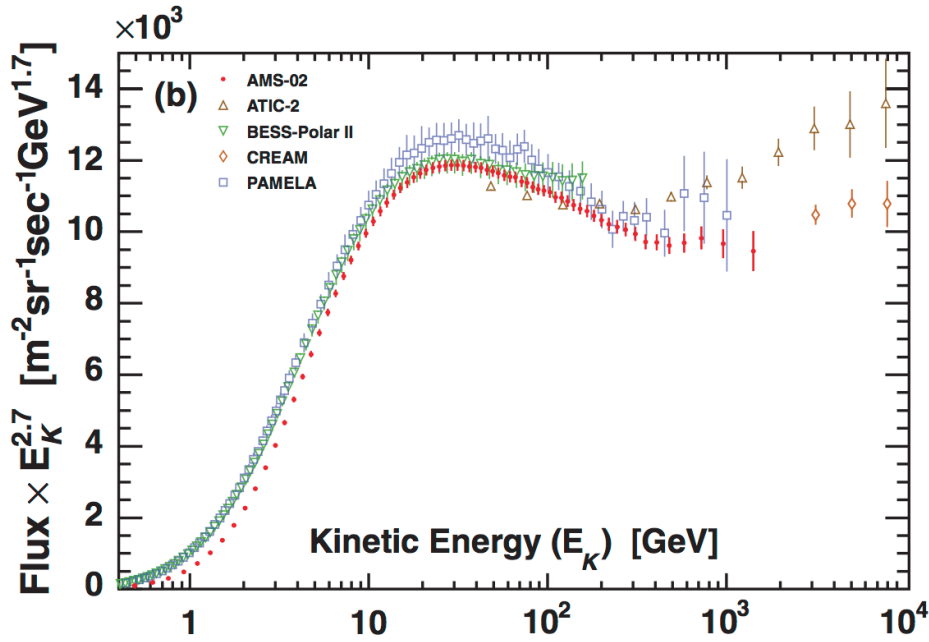 ×10³
14
12
10
8
6
4
2
0
Flux × E_K^2.7 [m⁻²sr⁻¹sec⁻¹GeV^1.7]
(b)
AMS-02
ATIC-2
BESS-Polar II
CREAM
PAMELA
Kinetic Energy (E_K) [GeV]
1
10
10²
10³
10⁴